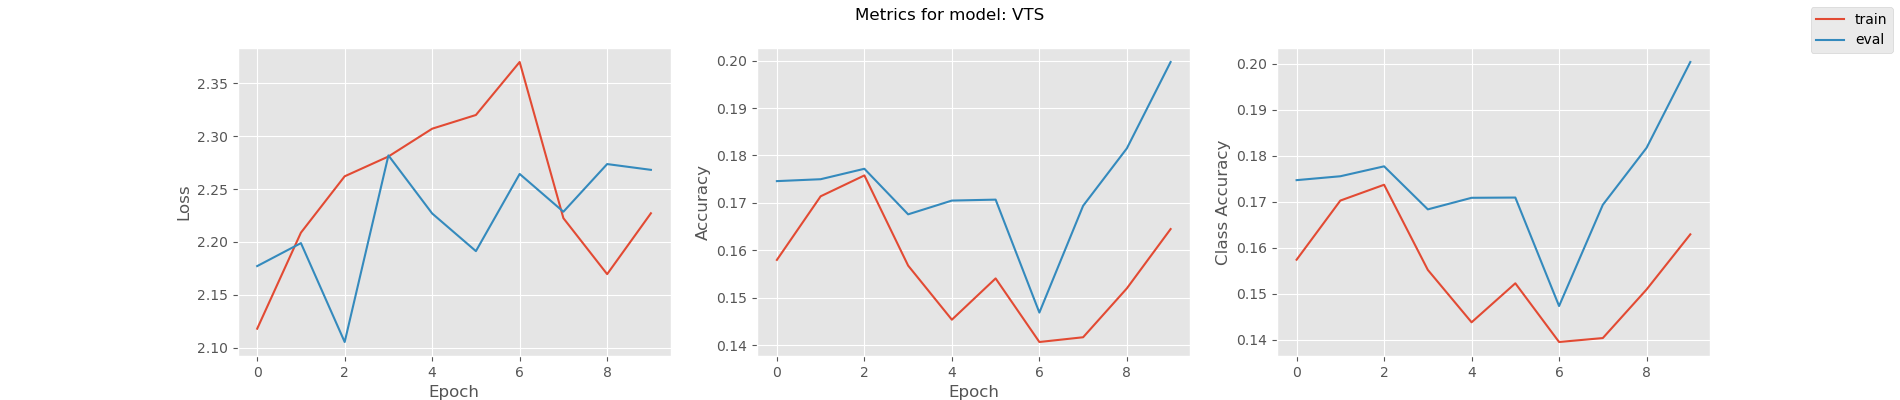 Metrics for model: VTS
train
eval
Loss
2.35
2.30
2.25
2.20
2.15
2.10
0 2 4 6 8
Epoch
Accuracy
0.20
0.19
0.18
0.17
0.16
0.15
0.14
0 2 4 6 8
Epoch
Class Accuracy
0.20
0.19
0.18
0.17
0.16
0.15
0.14
0 2 4 6 8